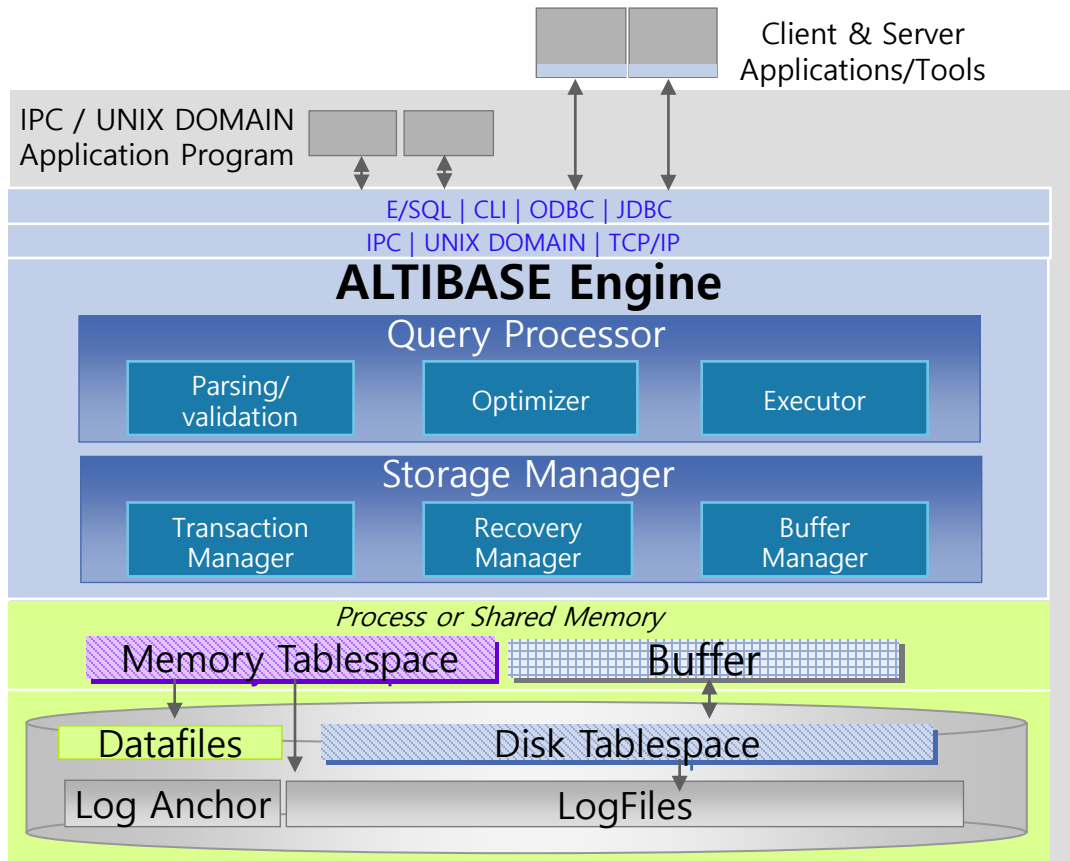 Client & Server
Applications/Tools
IPC / UNIX DOMAIN
Application Program
E/SQL | CLI | ODBC | JDBC
IPC | UNIX DOMAIN | TCP/IP
ALTIBASE Engine
Query Processor
Parsing/
validation
Optimizer
Executor
Storage Manager
Transaction
Manager
Recovery
Manager
Buffer
Manager
Process or Shared Memory
Memory Tablespace
Buffer
Datafiles
Disk Tablespace
Log Anchor
LogFiles